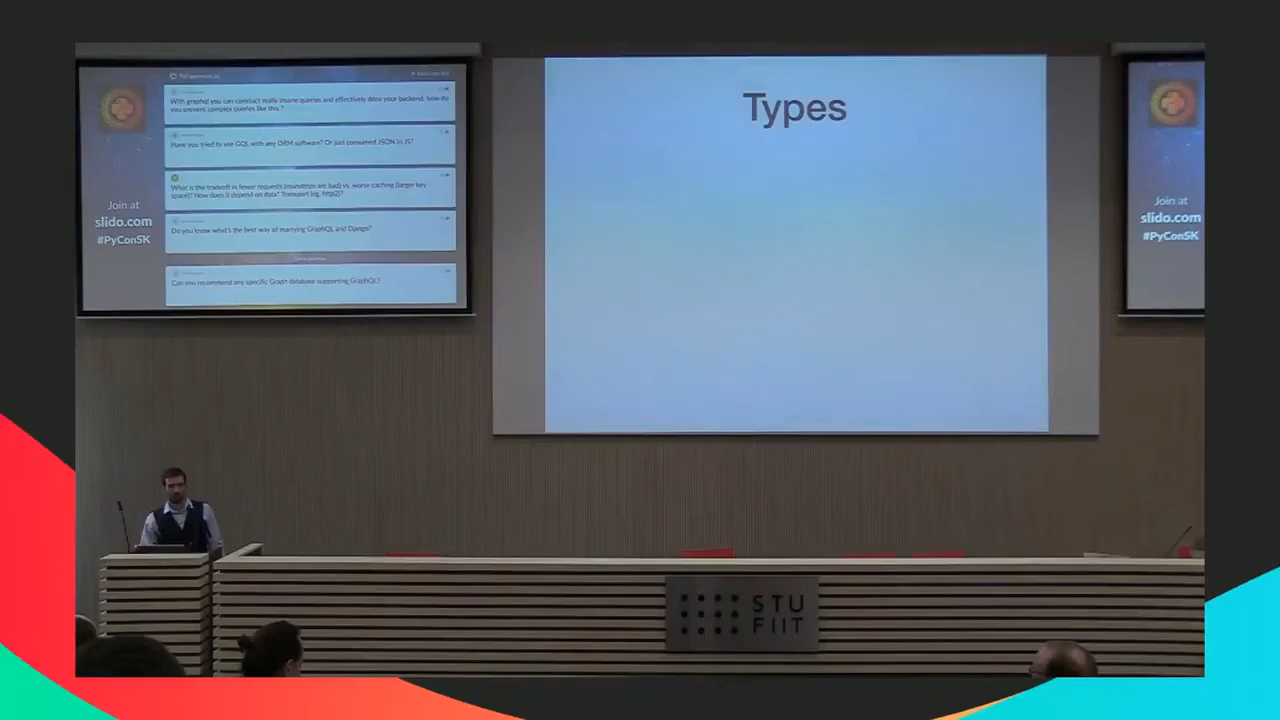 With graphql you can construct really insane queries and effectively ddos your backend, how do
you prevent complex queries like this ?
Have you tried to use GQL with any ORM software? Or just consumed JSON in JS?
What is the tradeoff in fewer requests (roundtrips are bad) vs. worse caching (larger key
space)? How does it depend on data? Transport (eg. http2)?
Do you know what's the best way of marrying GraphQL and Django?
Can you recommend any specific Graph database supporting GraphQL?
Join at
slido.com
#PyConSK
Types
Join at
slido.com
#PyConSK
STU
FIIT